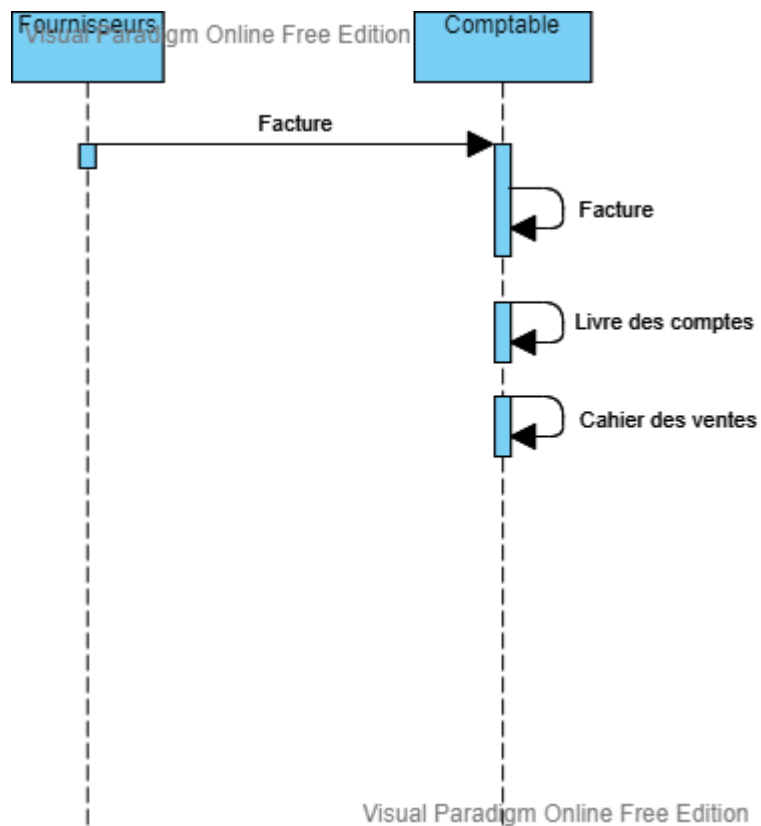 Fournisseurs
Visual Paradigm Online Free Edition
Comptable
Facture
Facture
Livre des comptes
Cahier des ventes
Visual Paradigm Online Free Edition